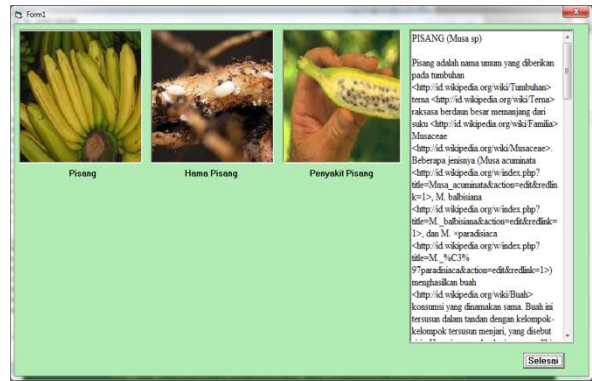 Form1
Pisang
Hama Pisang
Penyakit Pisang
PISANG (Musa sp)
Pisang adalah nama umum yang diberikan
pada tumbuhan
<http://id.wikipedia.org/wiki/Tumbuhan>
terna <http://id.wikipedia.org/wiki/Terna>
raksasa berdaun besar memanjang dari
suku <http://id.wikipedia.org/wiki/Familia>
Musaceae
<http://id.wikipedia.org/wiki/Musaceae>.
Beberapa jenisnya (Musa acuminata
<http://id.wikipedia.org/w/index.php?
title=Musa_acuminata&action=edit&redlin
k=1>, M. balbisiana
<http://id.wikipedia.org/w/index.php?
title=M._balbisiana&action=edit&redlink=
1>, dan M. ×paradisiaca
<http://id.wikipedia.org/w/index.php?
title=M._%C3%
97paradisiaca&action=edit&redlink=1>)
menghasilkan buah
<http://id.wikipedia.org/wiki/Buah>
konsumsi yang dinamakan sama. Buah ini
tersusun dalam tandan dengan kelompok-
kelompok tersusun menjari, yang disebut
Selesai